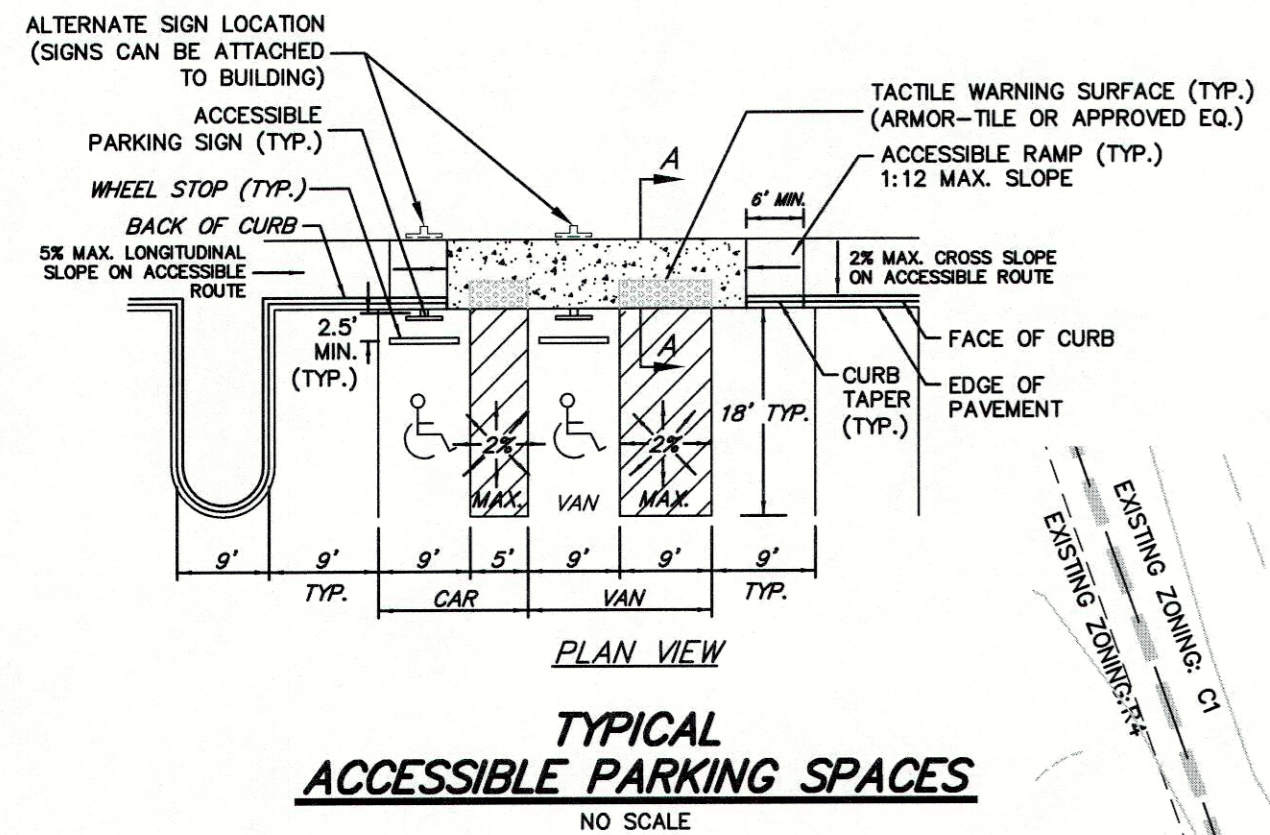 ALTERNATE SIGN LOCATION
(SIGNS CAN BE ATTACHED
TO BUILDING)
ACCESSIBLE
PARKING SIGN (TYP.)
WHEEL STOP (TYP.)
BACK OF CURB
5% MAX. LONGITUDINAL
SLOPE ON ACCESSIBLE
ROUTE
TACTILE WARNING SURFACE (TYP.)
(ARMOR-TILE OR APPROVED EQ.)
ACCESSIBLE RAMP (TYP.)
1:12 MAX. SLOPE
A
6' MIN.
2% MAX. CROSS SLOPE
ON ACCESSIBLE ROUTE
2.5'
MIN.
(TYP.)
A
FACE OF CURB
CURB
TAPER
(TYP.)
EDGE OF
PAVEMENT
18' TYP.
2%
MAX.
VAN
2%
MAX.
9'
9'
TYP.
9'
5'
9'
9'
9'
TYP.
CAR
VAN
PLAN VIEW
TYPICAL
ACCESSIBLE PARKING SPACES
NO SCALE
EXISTING ZONING: C1
EXISTING ZONING:R4